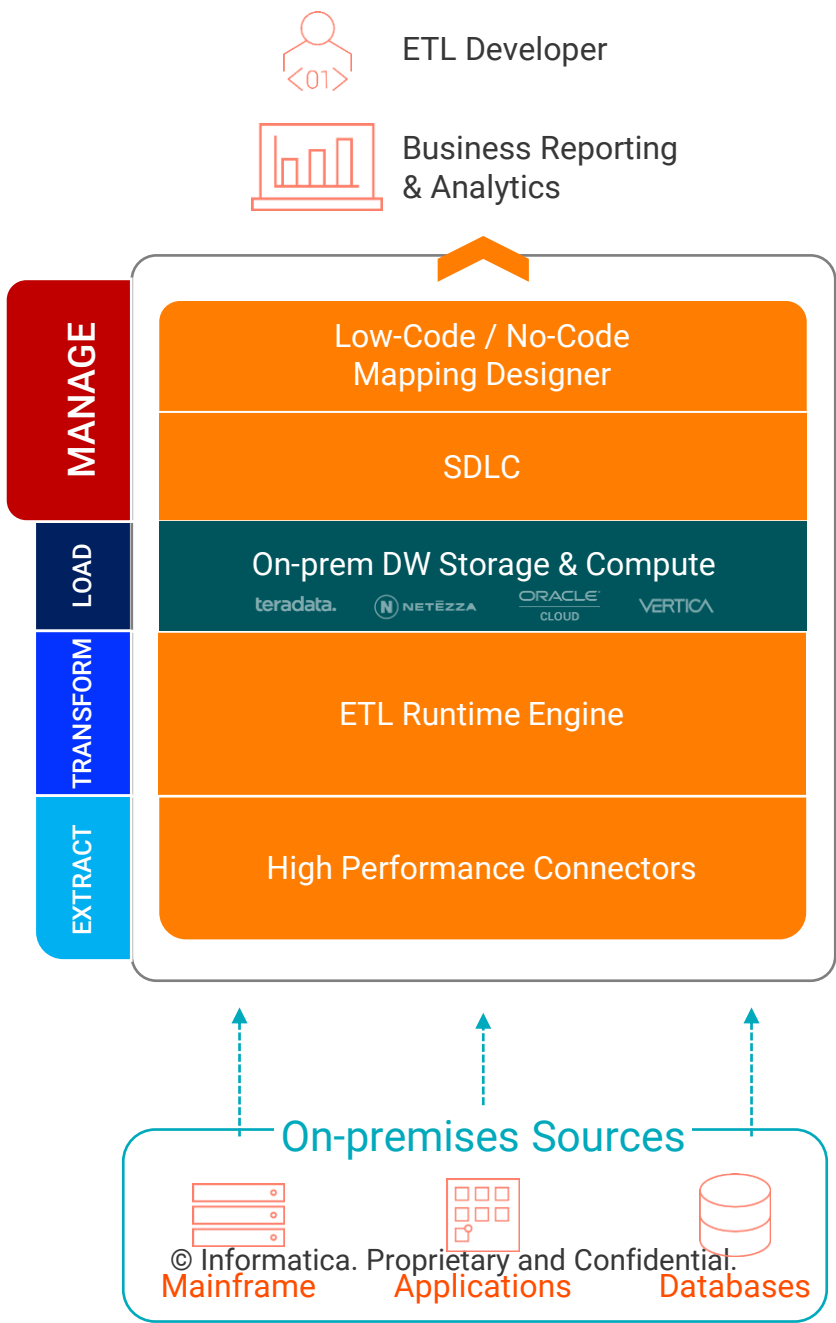 <01>
ETL Developer
Business Reporting
& Analytics
MANAGE
Low-Code / No-Code
Mapping Designer
SDLC
LOAD
On-prem DW Storage & Compute
teradata.
N NETĒZZA
ORACLE
CLOUD
VERTICA
TRANSFORM
ETL Runtime Engine
EXTRACT
High Performance Connectors
On-premises Sources
© Informatica. Proprietary and Confidential.
Mainframe
Applications
Databases